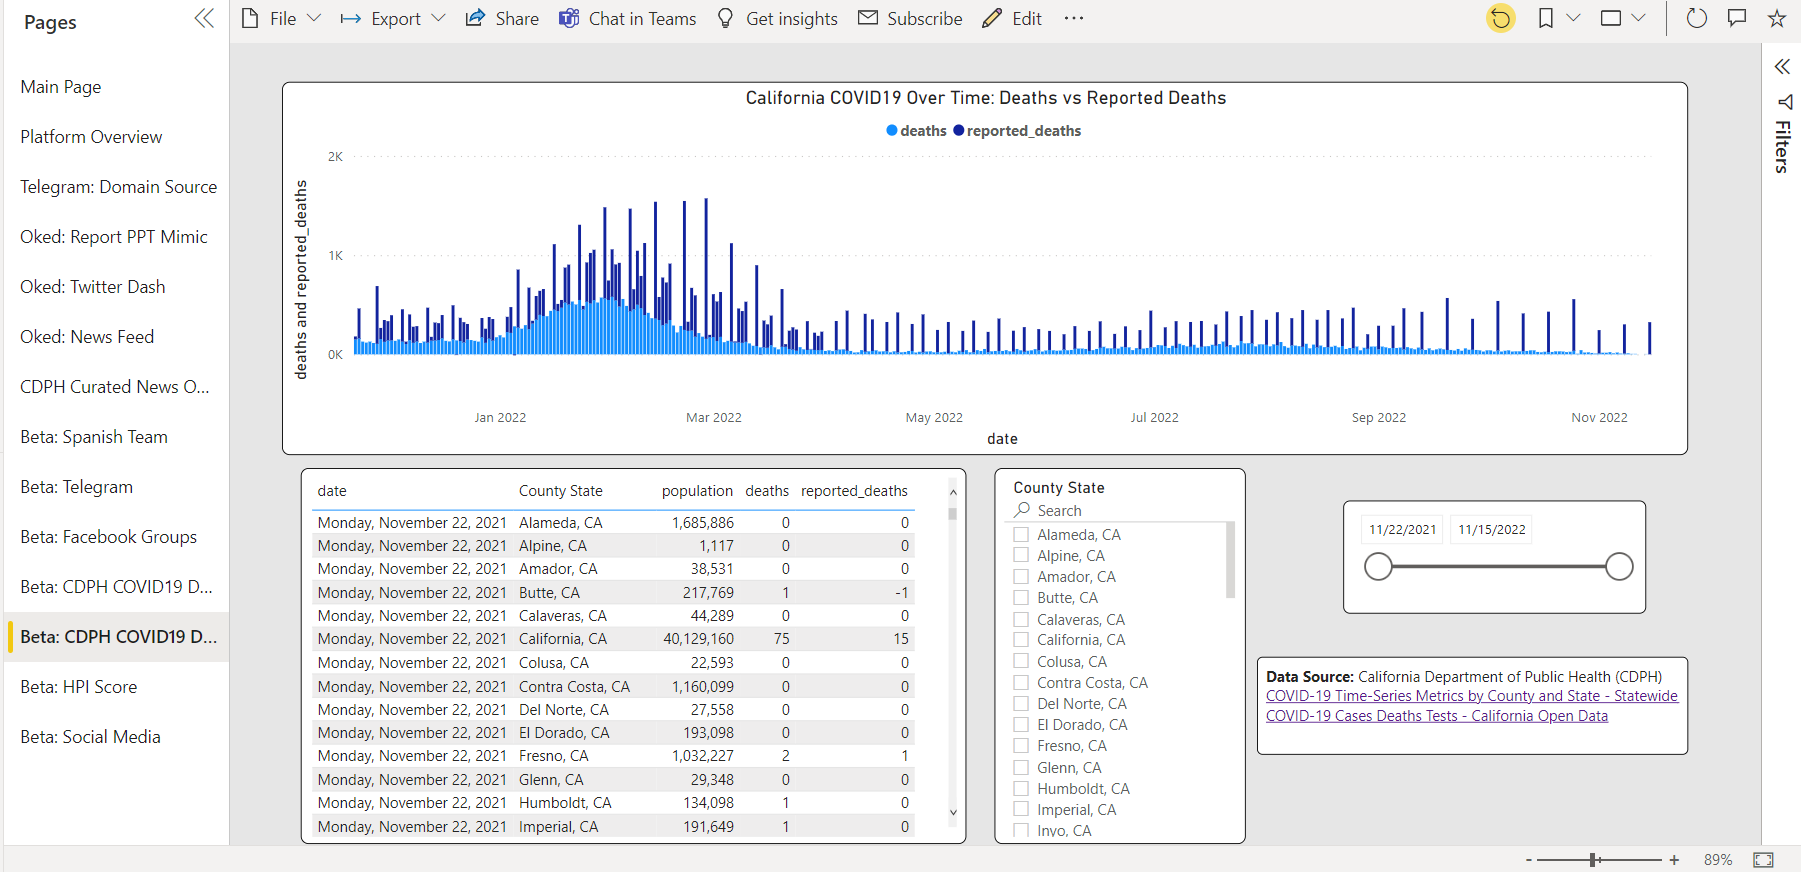 Pages
File
Export
Share
Chat in Teams
Get insights
Subscribe
Edit
Main Page
Platform Overview
Telegram: Domain Source
Oked: Report PPT Mimic
Oked: Twitter Dash
Oked: News Feed
CDPH Curated News O...
Beta: Spanish Team
Beta: Telegram
Beta: Facebook Groups
Beta: CDPH COVID19 D...
Beta: CDPH COVID19 D...
Beta: HPI Score
Beta: Social Media
California COVID19 Over Time: Deaths vs Reported Deaths
deaths reported_deaths
deaths and reported_deaths
2K
1K
0K
Jan 2022 Mar 2022 May 2022 Jul 2022 Sep 2022 Nov 2022
date
Filters
date County State population deaths reported_deaths
Monday, November 22, 2021 Alameda, CA 1,685,886 0 0
Monday, November 22, 2021 Alpine, CA 1,117 0 0
Monday, November 22, 2021 Amador, CA 38,531 0 0
Monday, November 22, 2021 Butte, CA 217,769 1 -1
Monday, November 22, 2021 Calaveras, CA 44,289 0 0
Monday, November 22, 2021 California, CA 40,129,160 75 15
Monday, November 22, 2021 Colusa, CA 22,593 0 0
Monday, November 22, 2021 Contra Costa, CA 1,160,099 0 0
Monday, November 22, 2021 Del Norte, CA 27,558 0 0
Monday, November 22, 2021 El Dorado, CA 193,098 0 0
Monday, November 22, 2021 Fresno, CA 1,032,227 2 1
Monday, November 22, 2021 Glenn, CA 29,348 0 0
Monday, November 22, 2021 Humboldt, CA 134,098 1 0
Monday, November 22, 2021 Imperial, CA 191,649 1 0
County State
Search
Alameda, CA
Alpine, CA
Amador, CA
Butte, CA
Calaveras, CA
California, CA
Colusa, CA
Contra Costa, CA
Del Norte, CA
El Dorado, CA
Fresno, CA
Glenn, CA
Humboldt, CA
Imperial, CA
Inyo, CA
11/22/2021 11/15/2022
Data Source: California Department of Public Health (CDPH)
COVID-19 Time-Series Metrics by County and State - Statewide
COVID-19 Cases Deaths Tests - California Open Data
- + 89%